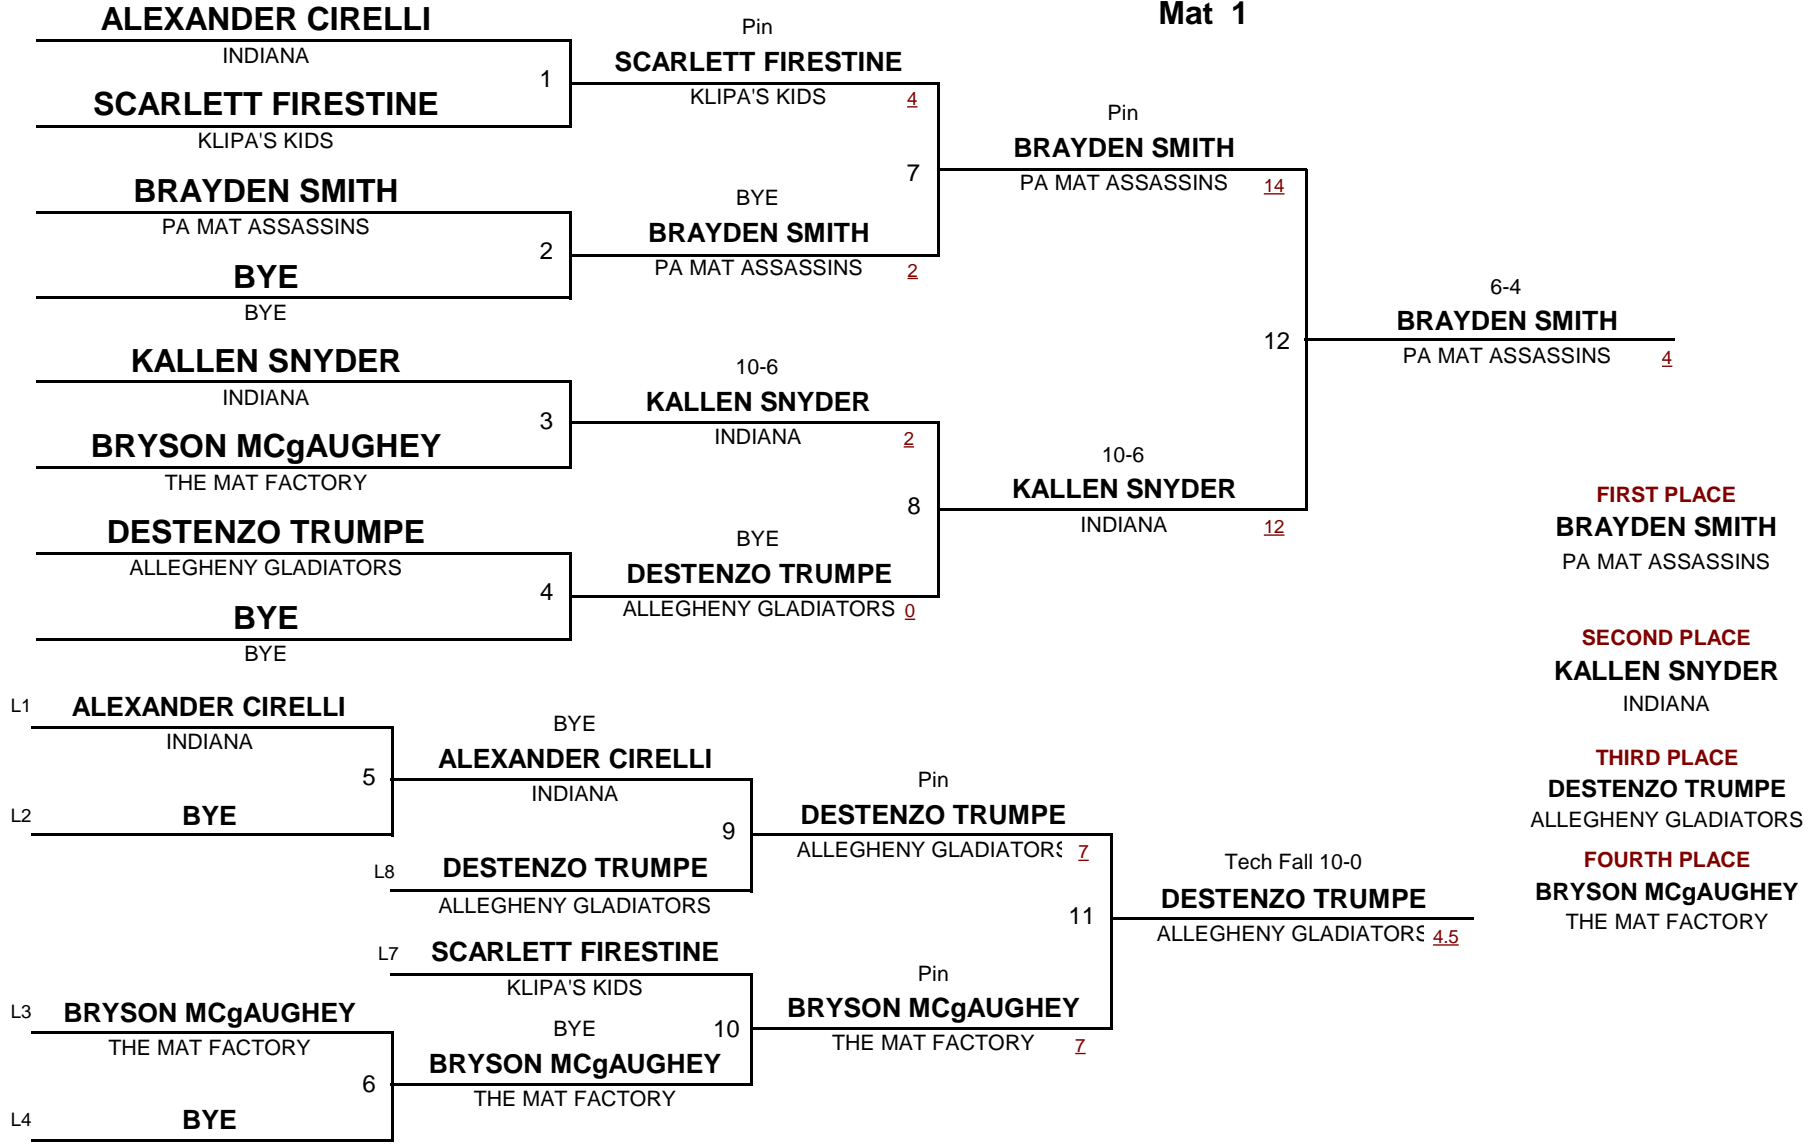 Mat 1
ALEXANDER CIRELLI
INDIANA
1
SCARLETT FIRESTINE
KLIPA'S KIDS
BRAYDEN SMITH
PA MAT ASSASSINS
2
BYE
BYE
KALLEN SNYDER
INDIANA
3
BRYSON MCgAUGHEY
THE MAT FACTORY
DESTENZO TRUMPE
ALLEGHENY GLADIATORS
4
BYE
BYE
Pin
SCARLETT FIRESTINE
KLIPA'S KIDS 4
7
BYE
BRAYDEN SMITH
PA MAT ASSASSINS 2
10-6
KALLEN SNYDER
INDIANA 2
8
BYE
DESTENZO TRUMPE
ALLEGHENY GLADIATORS 0
Pin
BRAYDEN SMITH
PA MAT ASSASSINS 14
12
10-6
KALLEN SNYDER
INDIANA 12
6-4
BRAYDEN SMITH
PA MAT ASSASSINS 4
L1 ALEXANDER CIRELLI
INDIANA
5
L2 BYE
BYE
ALEXANDER CIRELLI
INDIANA
9
L8 DESTENZO TRUMPE
ALLEGHENY GLADIATORS
L7 SCARLETT FIRESTINE
KLIPA'S KIDS
10
L3 BRYSON MCgAUGHEY
THE MAT FACTORY
6
L4 BYE
BYE
BRYSON MCgAUGHEY
THE MAT FACTORY
Pin
DESTENZO TRUMPE
ALLEGHENY GLADIATORS 7
11
Pin
BRYSON MCgAUGHEY
THE MAT FACTORY 7
Tech Fall 10-0
DESTENZO TRUMPE
ALLEGHENY GLADIATORS 4.5
FIRST PLACE
BRAYDEN SMITH
PA MAT ASSASSINS
SECOND PLACE
KALLEN SNYDER
INDIANA
THIRD PLACE
DESTENZO TRUMPE
ALLEGHENY GLADIATORS
FOURTH PLACE
BRYSON MCgAUGHEY
THE MAT FACTORY